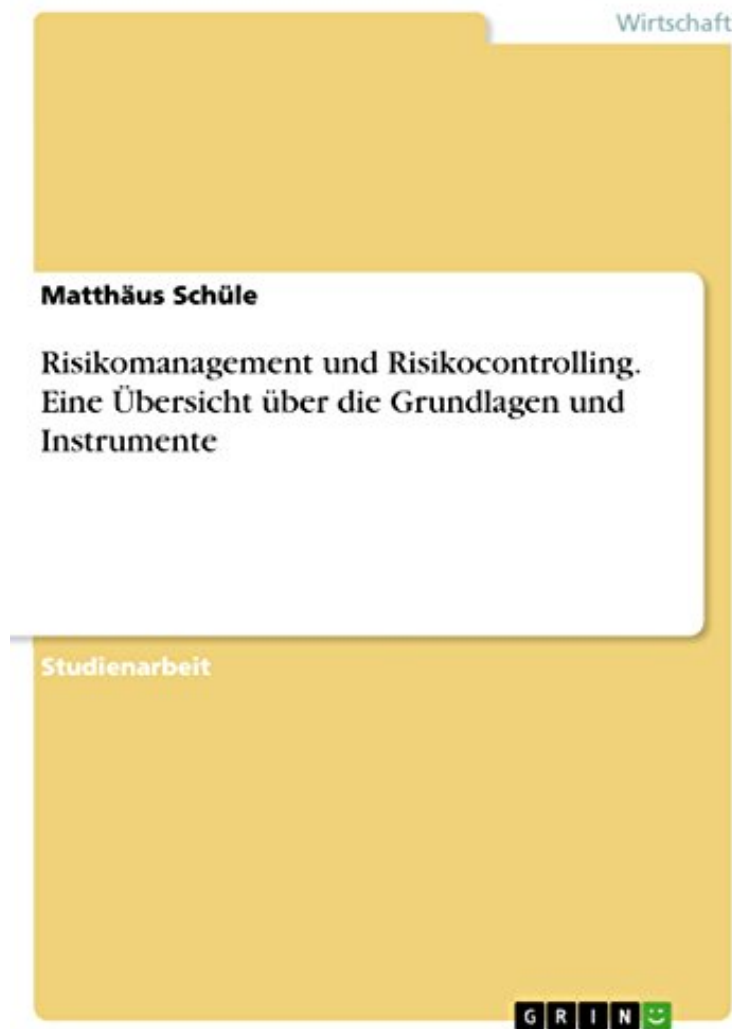 Wirtschaft
Matthäus Schüle
Risikomanagement und Risikocontrolling.
Eine Übersicht über die Grundlagen und
Instrumente
Studienarbeit
GRIN